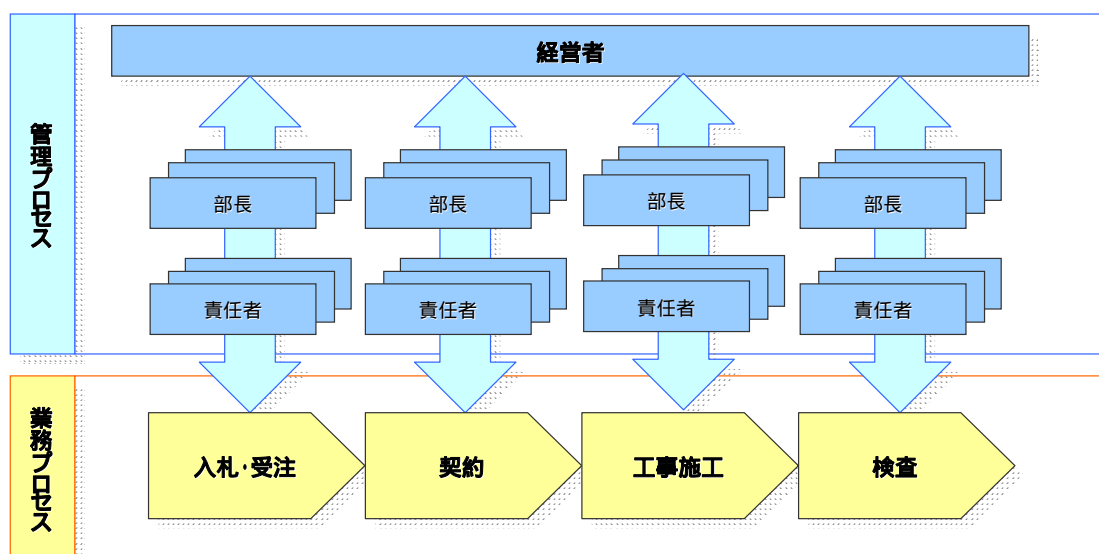 管理プロセス
経営者
部長
部長
部長
部長
責任者
責任者
責任者
責任者
業務プロセス
入札・受注
契約
工事施工
検査